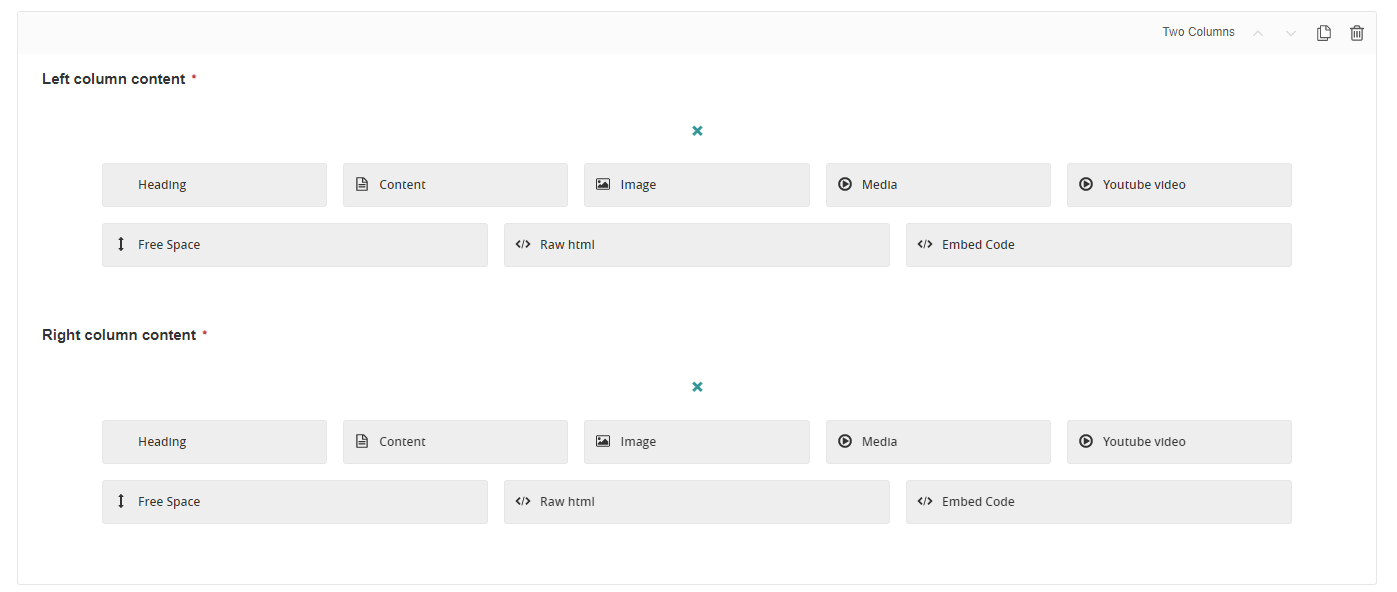 Two Columns
Left column content *
Heading Content Image Media Youtube video
Free Space Raw html Embed Code
Right column content *
Heading Content Image Media Youtube video
Free Space Raw html Embed Code